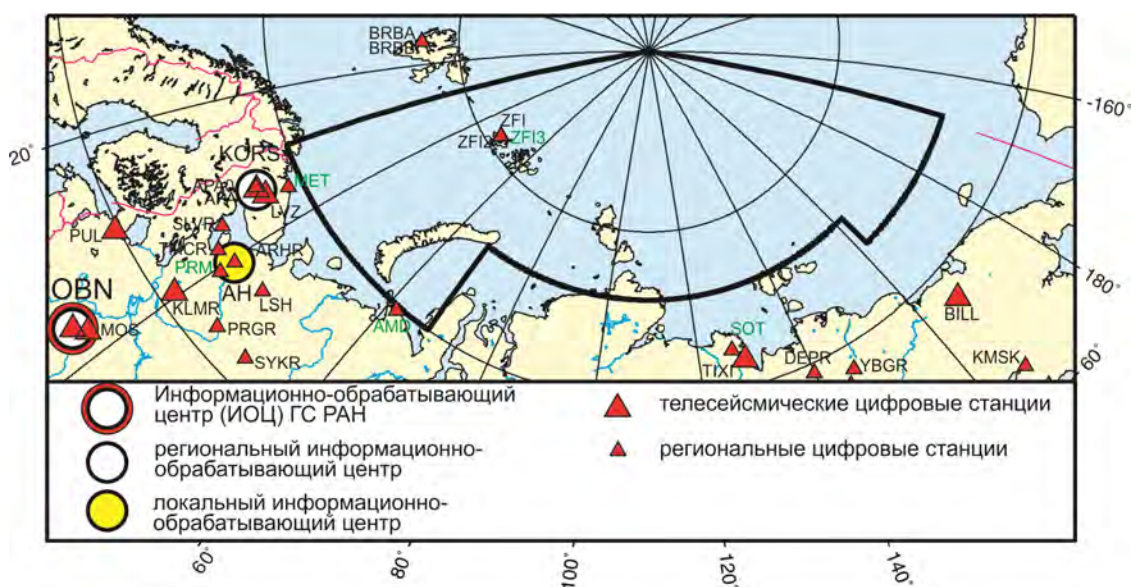 BRBA
BRBB
ZFI
ZFI2
ZFI3
-160°
20°
KORS
APA0
MET
LVZ
PUL
ARHR
PRM
AH
OBN
KLMR
LSH
180°
MOS
PRGR
AMD
SOT
BILL
SYKR
TIXI
DEPR
YBGR
KMSK
60°
Информационно-обрабатывающий
центр (ИОЦ) ГС РАН
региональный информационно-
обрабатывающий центр
локальный информационно-
обрабатывающий центр
телесейсмические цифровые станции
региональные цифровые станции
60°
80°
100°
120°
140°